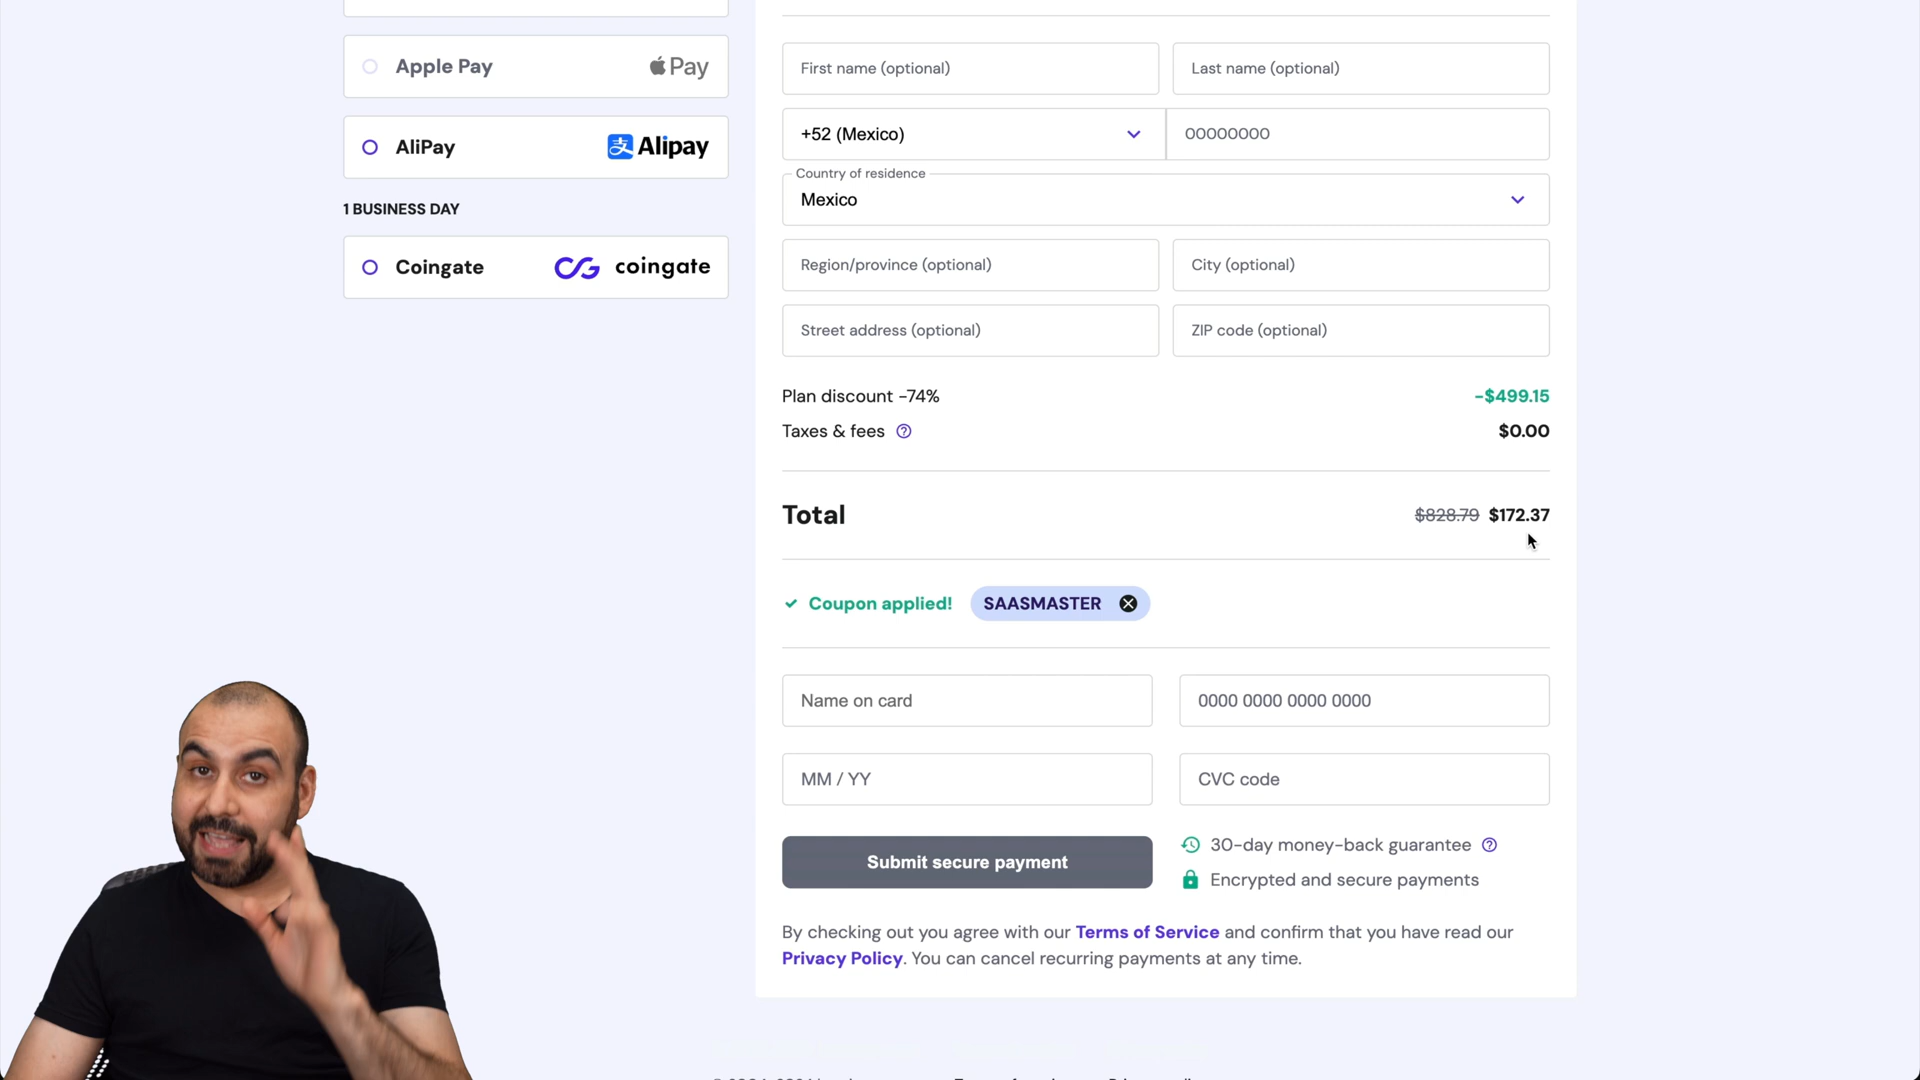 Apple Pay
Pay
AliPay
支 Alipay
1 BUSINESS DAY
Coingate
CG coingate
First name (optional)
Last name (optional)
+52 (Mexico)
00000000
Country of residence
Mexico
Region/province (optional)
City (optional)
Street address (optional)
ZIP code (optional)
Plan discount -74%
-$499.15
Taxes & fees ?
$0.00
Total
$828.79 $172.37
Coupon applied!
SAASMASTER
Name on card
0000 0000 0000 0000
MM / YY
CVC code
Submit secure payment
30-day money-back guarantee ?
Encrypted and secure payments
By checking out you agree with our Terms of Service and confirm that you have read our
Privacy Policy. You can cancel recurring payments at any time.